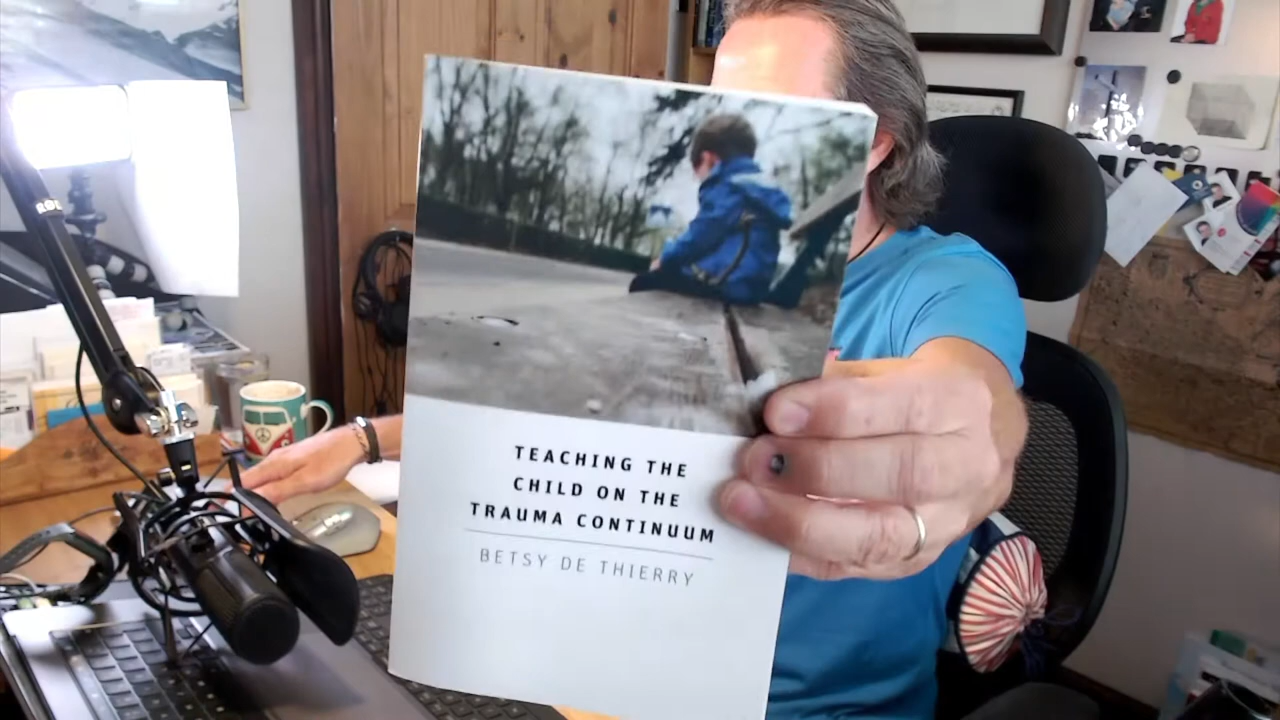 TEACHING THE
CHILD ON THE
TRAUMA CONTINUUM
BETSY DE THIERRY